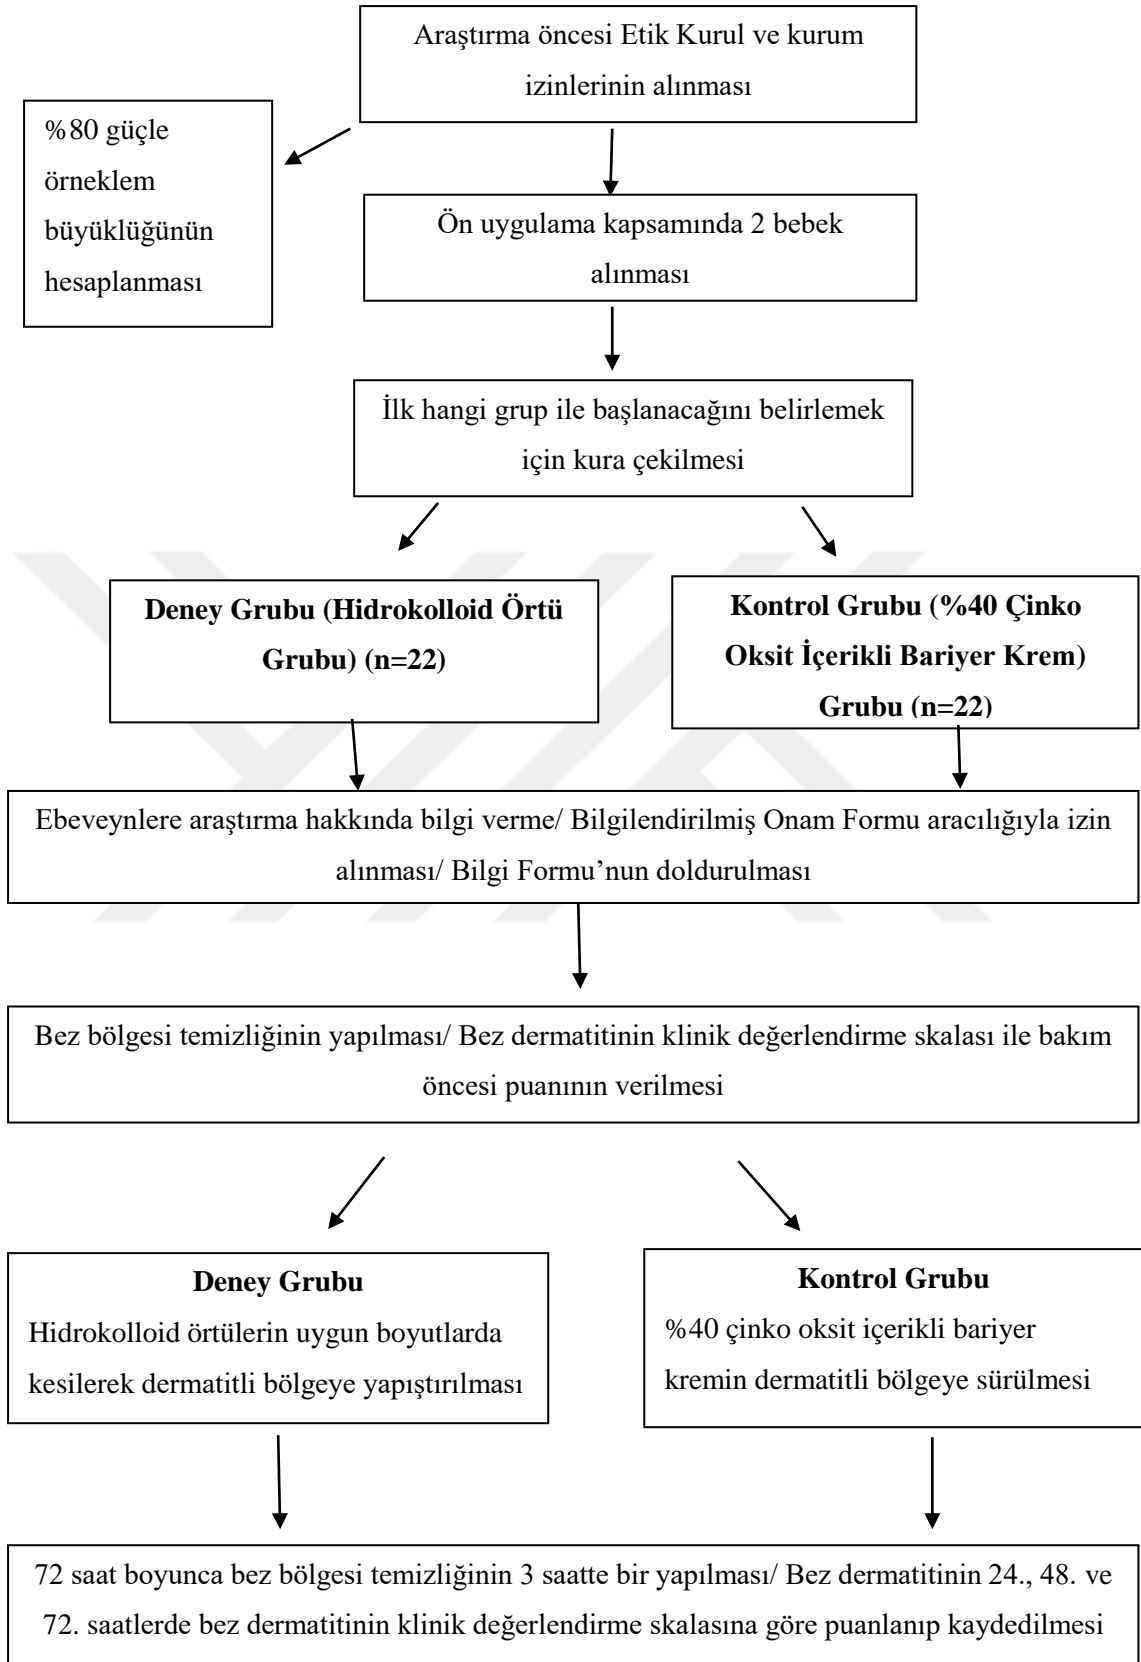 Araştırma öncesi Etik Kurul ve kurum
izinlerinin alınması
%80 güçle
örneklem
büyüklüğünün
hesaplanması
Ön uygulama kapsamında 2 bebek
alınması
İlk hangi grup ile başlanacağını belirlemek
için kura çekilmesi
Deney Grubu (Hidrokolloid Örtü
Grubu) (n=22)
Kontrol Grubu (%40 Çinko
Oksit İçerikli Bariyer Krem)
Grubu (n=22)
Ebeveynlere araştırma hakkında bilgi verme/ Bilgilendirilmiş Onam Formu aracılığıyla izin
alınması/ Bilgi Formu’nun doldurulması
Bez bölgesi temizliğinin yapılması/ Bez dermatitinin klinik değerlendirme skalası ile bakım
öncesi puanının verilmesi
Deney Grubu
Hidrokolloid örtülerin uygun boyutlarda
kesilerek dermatitli bölgeye yapıştırılması
Kontrol Grubu
%40 çinko oksit içerikli bariyer
kremin dermatitli bölgeye sürülmesi
72 saat boyunca bez bölgesi temizliğinin 3 saatte bir yapılması/ Bez dermatitinin 24., 48. ve
72. saatlerde bez dermatitinin klinik değerlendirme skalasına göre puanlanıp kaydedilmesi